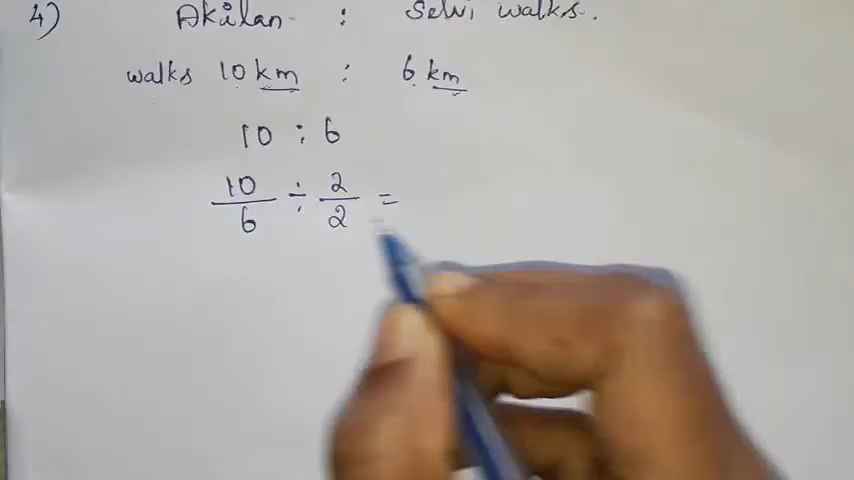 4) Akilan : Selvi walks.
walks 10 km : 6 km
10 : 6
10/6 ÷ 2/2 =